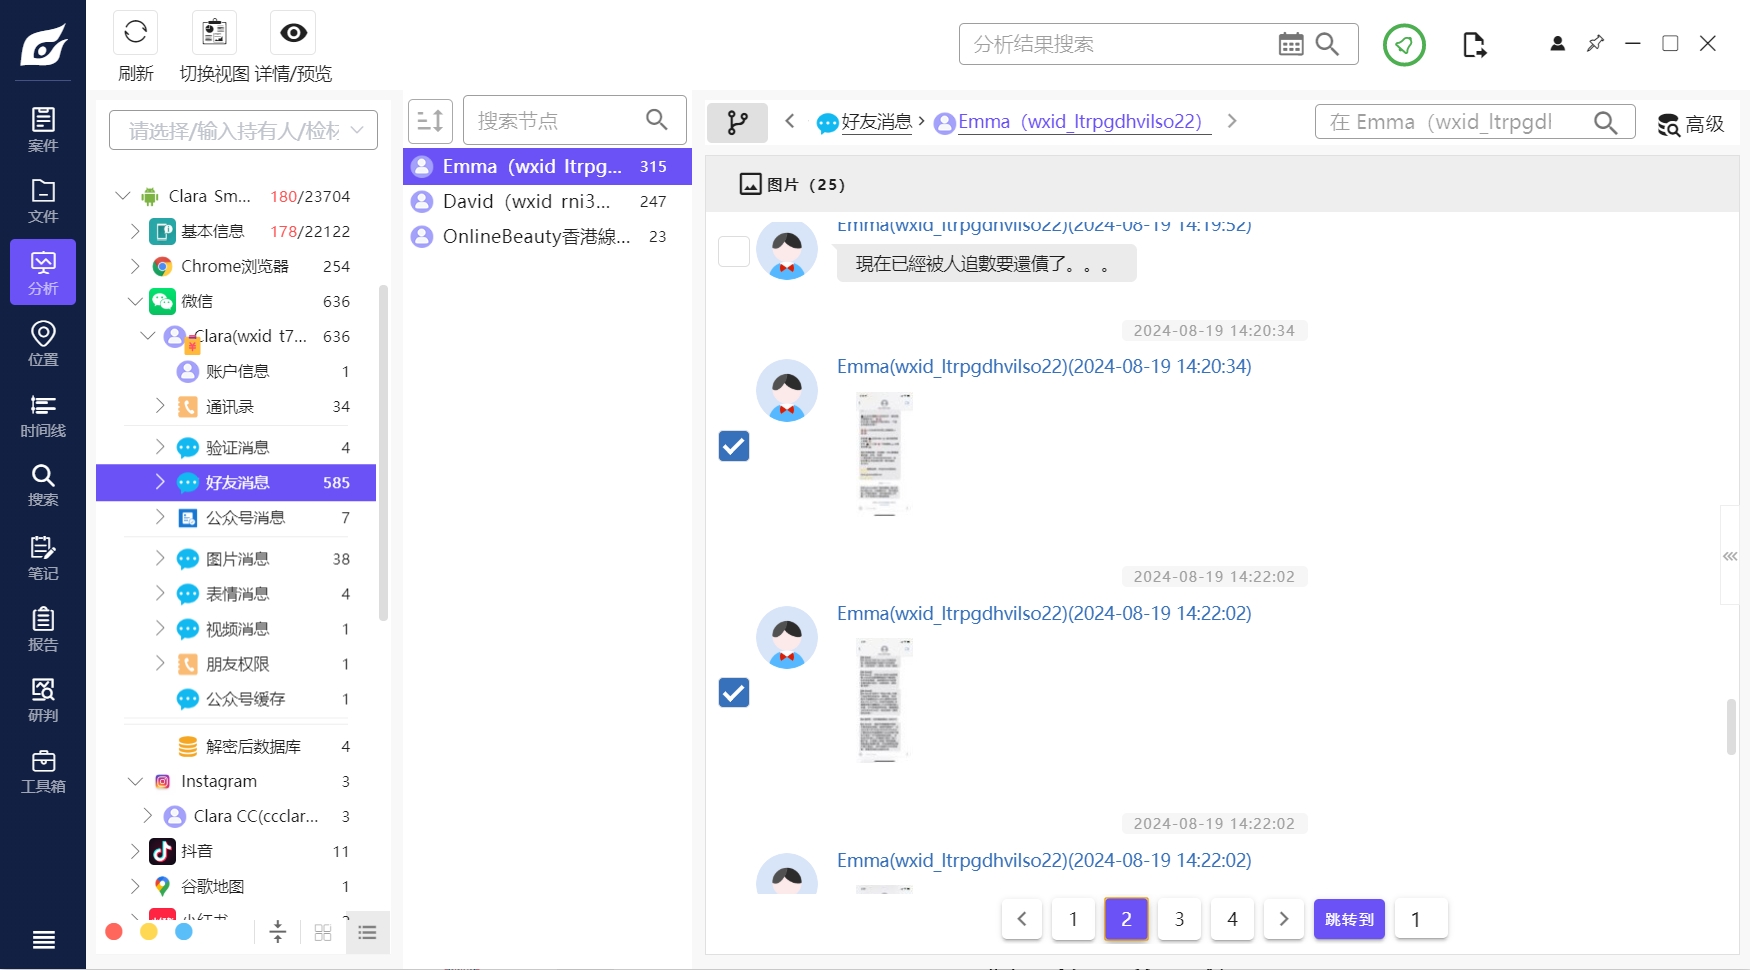 刷新
切换视图
详情/预览
分析结果搜索
案件
文件
分析
位置
时间线
搜索
笔记
报告
研判
工具箱
请选择/输入持有人/检材
Clara Sm... 180/23704
基本信息 178/22122
Chrome浏览器 254
微信 636
Clara(wxid t7... 636
账户信息 1
通讯录 34
验证消息 4
好友消息 585
公众号消息 7
图片消息 38
表情消息 4
视频消息 1
朋友权限 1
公众号缓存 1
解密后数据库 4
Instagram 3
Clara CC(ccclar... 3
抖音 11
谷歌地图 1
搜索节点
Emma（wxid ltrpg... 315
David（wxid rni3... 247
OnlineBeauty香港線... 23
好友消息 > Emma（wxid_ltrpgdhvilso22）
在 Emma（wxid_ltrpgdl
高级
图片（25）
Emma(wxid_ltrpgdhvilso22)(2024-08-19 14:19:52)
現在已經被人追數要還債了。。。
2024-08-19 14:20:34
Emma(wxid_ltrpgdhvilso22)(2024-08-19 14:20:34)
2024-08-19 14:22:02
Emma(wxid_ltrpgdhvilso22)(2024-08-19 14:22:02)
2024-08-19 14:22:02
Emma(wxid_ltrpgdhvilso22)(2024-08-19 14:22:02)
1 2 3 4 跳转到 1